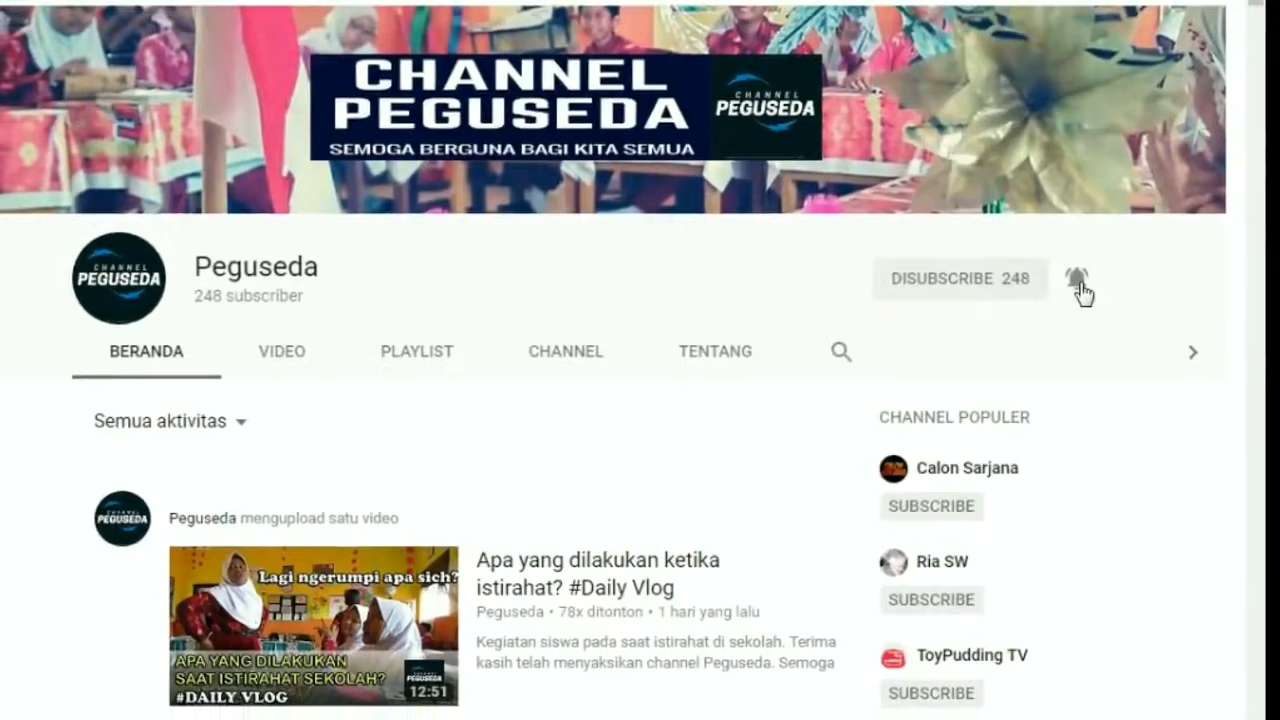 CHANNEL
PEGUSEDA
SEMOGA BERGUNA BAGI KITA SEMUA
CHANNEL
PEGUSEDA
CHANNEL
PEGUSEDA
Peguseda
248 subscriber
DISUBSCRIBE 248
BERANDA VIDEO PLAYLIST CHANNEL TENTANG
Semua aktivitas
CHANNEL POPULER
Calon Sarjana
SUBSCRIBE
Ria SW
SUBSCRIBE
ToyPudding TV
SUBSCRIBE
CHANNEL
PEGUSEDA
Peguseda mengupload satu video
Lagi ngerumpi apa sich?
APA YANG DILAKUKAN
SAAT ISTIRAHAT SEKOLAH?
#DAILY VLOG
CHANNEL
PEGUSEDA
12:51
Apa yang dilakukan ketika
istirahat? #Daily Vlog
Peguseda • 78x ditonton • 1 hari yang lalu
Kegiatan siswa pada saat istirahat di sekolah. Terima
kasih telah menyaksikan channel Peguseda. Semoga